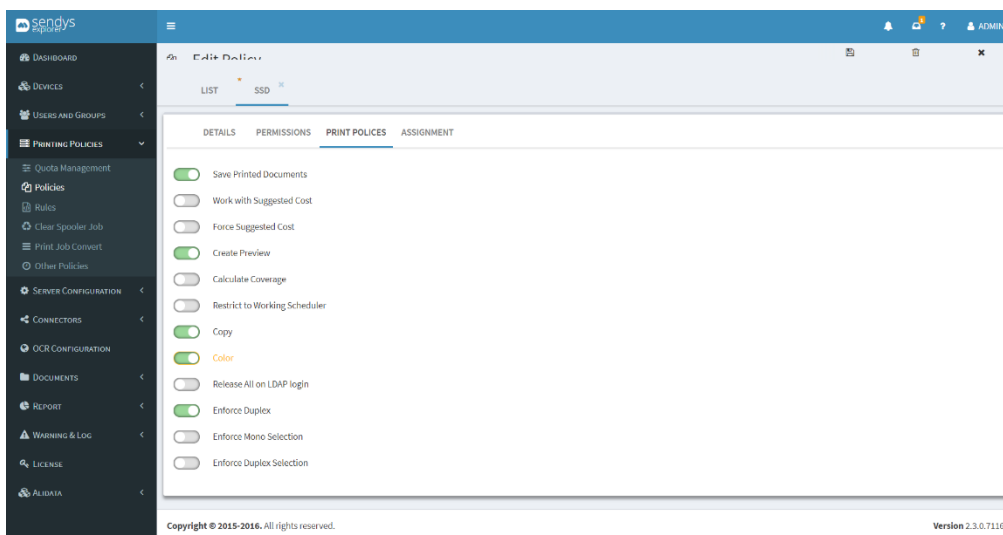 sendys
explorer
ADMIN
DASHBOARD
Edit Policy
DEVICES
LIST
SSD
USERS AND GROUPS
DETAILS PERMISSIONS PRINT POLICES ASSIGNMENT
PRINTING POLICIES
Quota Management
Policies
Rules
Clear Spooler Job
Print Job Convert
Other Policies
SERVER CONFIGURATION
CONNECTORS
OCR CONFIGURATION
DOCUMENTS
REPORT
WARNING & LOG
LICENSE
ALIDATA
Save Printed Documents
Work with Suggested Cost
Force Suggested Cost
Create Preview
Calculate Coverage
Restrict to Working Scheduler
Copy
Color
Release All on LDAP login
Enforce Duplex
Enforce Mono Selection
Enforce Duplex Selection
Copyright © 2015-2016. All rights reserved.
Version 2.3.0.7116